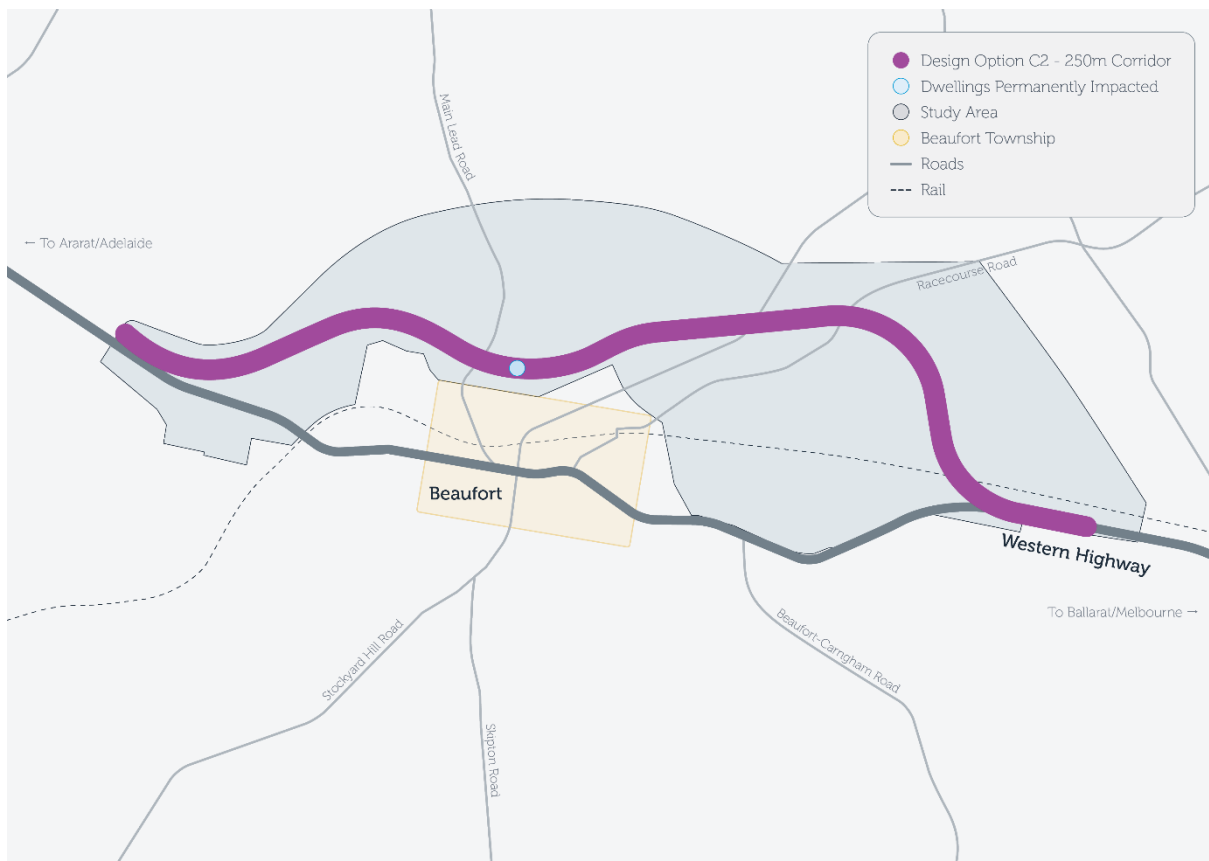 Design Option C2 - 250m Corridor
Dwellings Permanently Impacted
Study Area
Beaufort Township
Roads
Rail
Main Lead Road
← To Ararat/Adelaide
Racecourse Road
Beaufort
Western Highway
To Ballarat/Melbourne →
Stockyard Hill Road
Beaufort-Carngham Road
Skipton Road